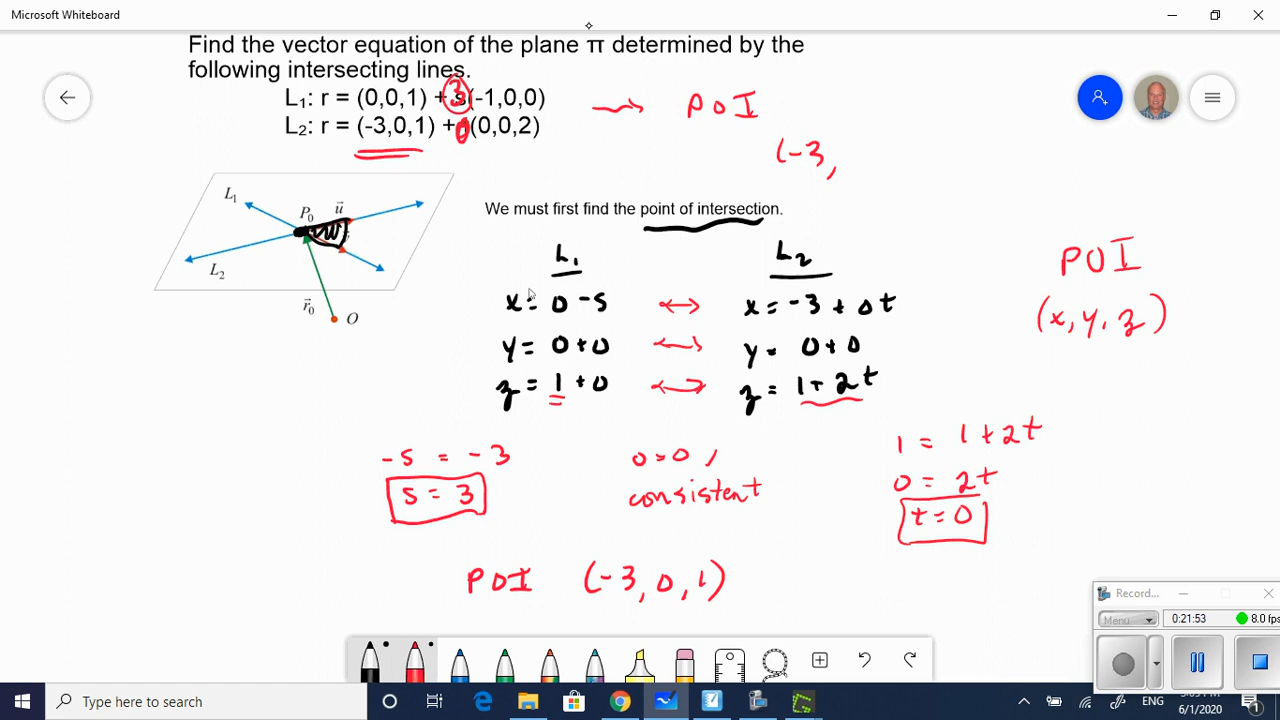 Microsoft Whiteboard
Find the vector equation of the plane π determined by the
following intersecting lines.
L₁: r = (0,0,1) + 3(-1,0,0)
L₂: r = (-3,0,1) + 0(0,0,2)
→ POI
(-3,
L₁
P₀
u
L₂
r₀
O
We must first find the point of intersection.
L₁ L₂
x = 0 - s ↔ x = -3 + 0t
y = 0 + 0 ↔ y = 0 + 0
z = 1 + 0 ↔ z = 1 + 2t
POI
(x, y, z)
-s = -3
s = 3
0 = 0,
consistent
1 = 1 + 2t
0 = 2t
t = 0
POI (-3, 0, 1)
Record...
Menu
0:21:53
8.0 fps
Type here to search
ENG
6/1/2020
1